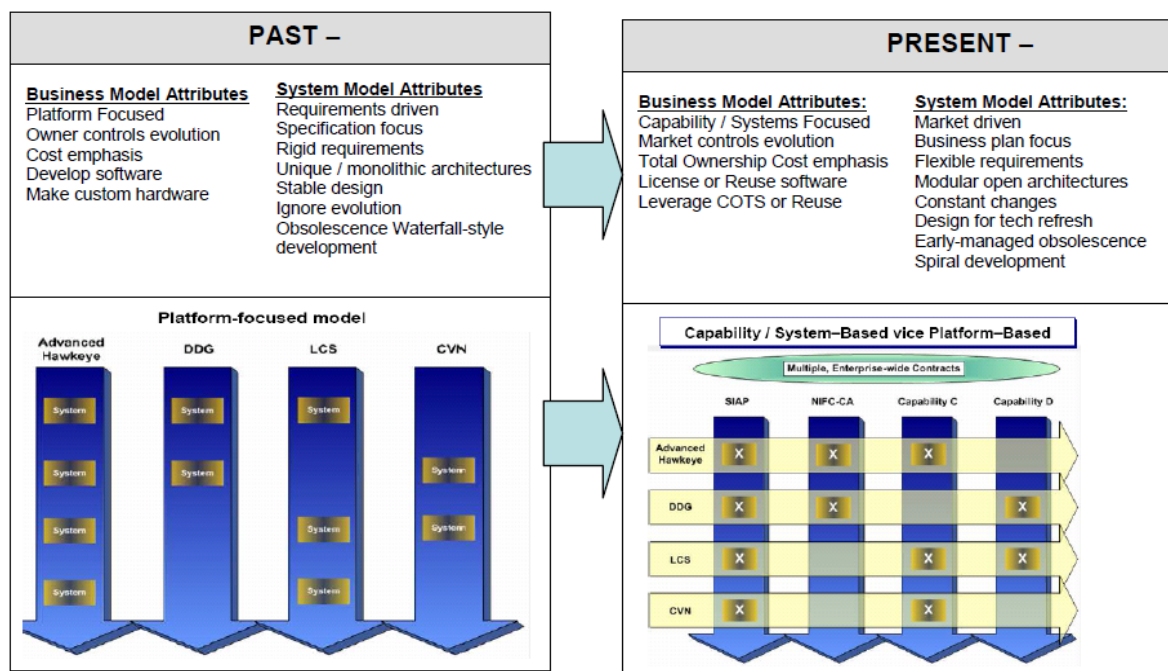 PAST –
Business Model Attributes
Platform Focused
Owner controls evolution
Cost emphasis
Develop software
Make custom hardware
System Model Attributes
Requirements driven
Specification focus
Rigid requirements
Unique / monolithic architectures
Stable design
Ignore evolution
Obsolescence Waterfall-style
development
Platform-focused model
Advanced
Hawkeye
DDG
LCS
CVN
System
System
System
System
System
System
System
System
System
System
System
PRESENT –
Business Model Attributes:
Capability / Systems Focused
Market controls evolution
Total Ownership Cost emphasis
License or Reuse software
Leverage COTS or Reuse
System Model Attributes:
Market driven
Business plan focus
Flexible requirements
Modular open architectures
Constant changes
Design for tech refresh
Early-managed obsolescence
Spiral development
Capability / System–Based vice Platform–Based
Multiple, Enterprise-wide Contracts
SIAP NIFC-CA Capability C Capability D
Advanced
Hawkeye
X X X
DDG X X X
LCS X X X
CVN X X